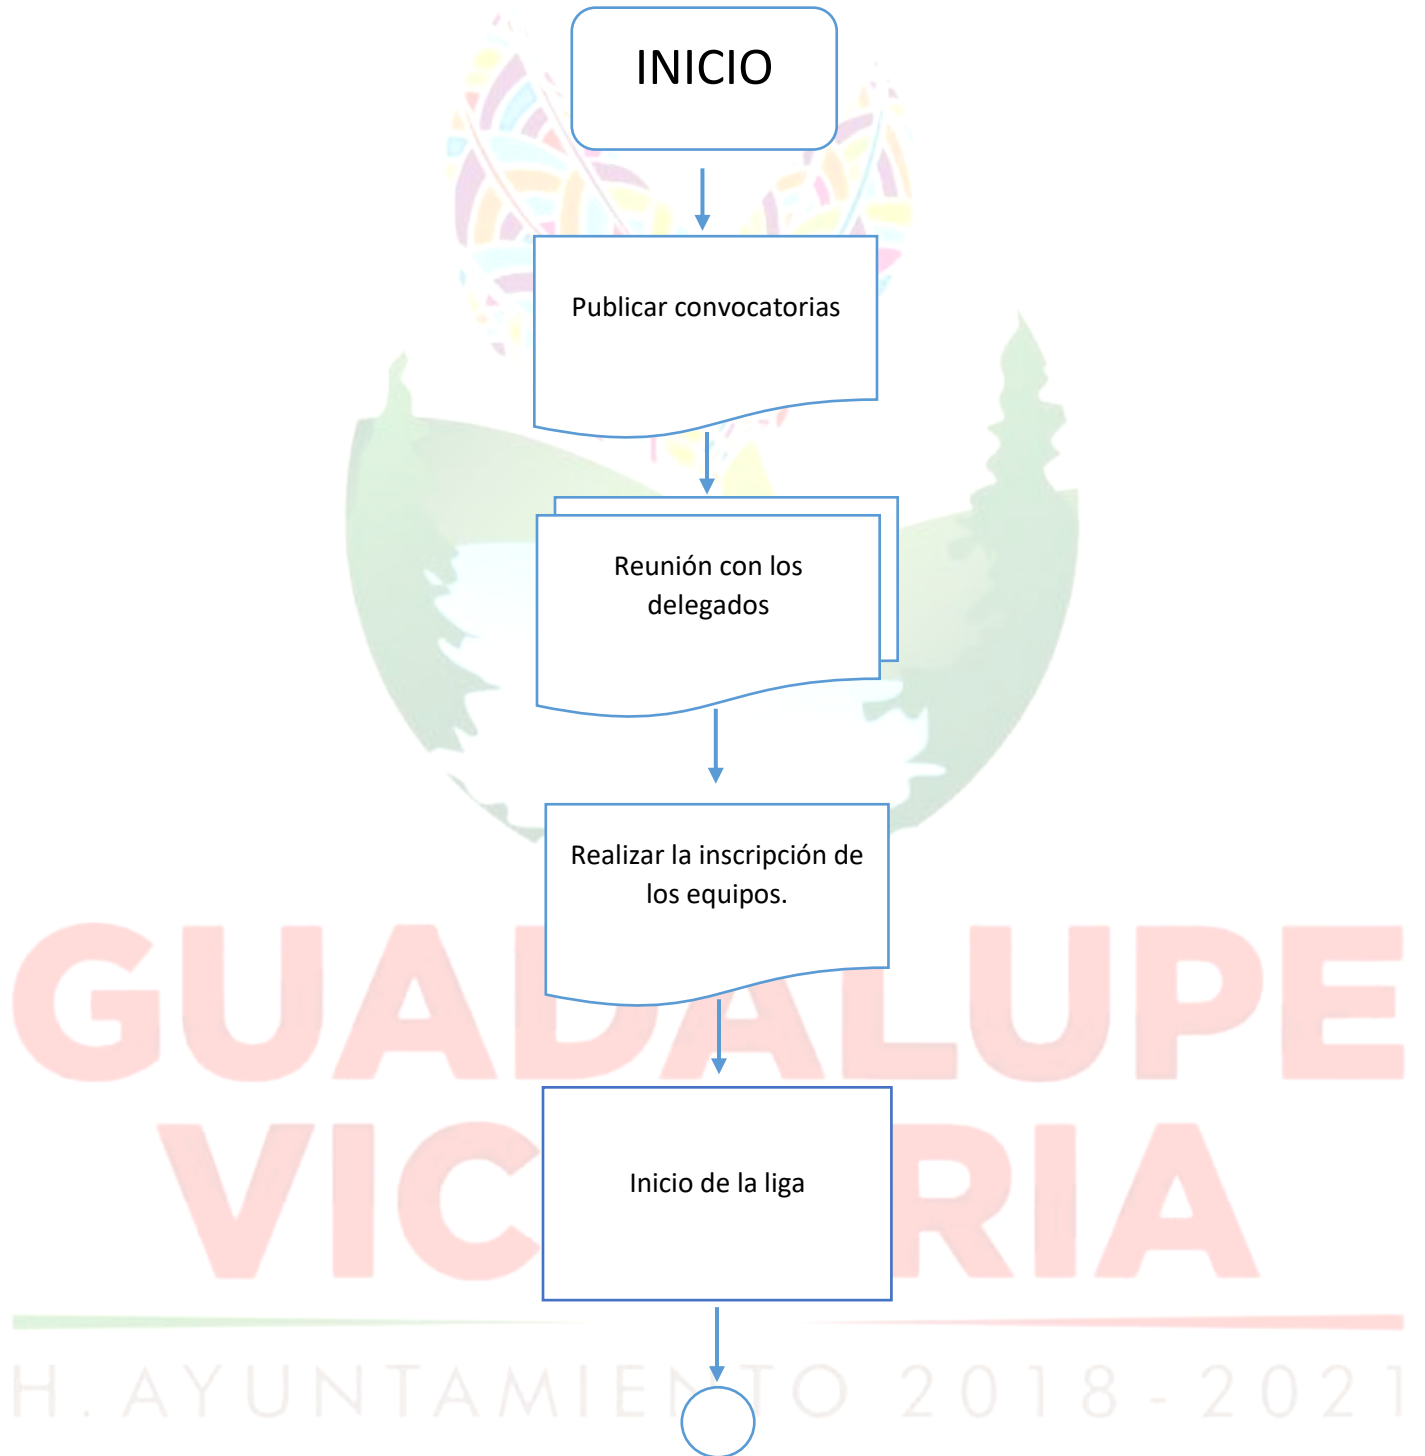 INICIO
Publicar convocatorias
Reunión con los
delegados
Realizar la inscripción de
los equipos.
Inicio de la liga
GUADALUPE
VICTORIA
H. AYUNTAMIENTO 2018 - 2021